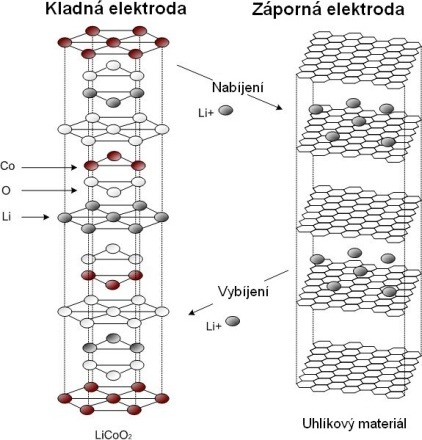 Kladná elektroda
Záporná elektroda
Nabíjení
Li+
Co
O
Li
Vybíjení
Li+
LiCoO₂
Uhlíkový materiál